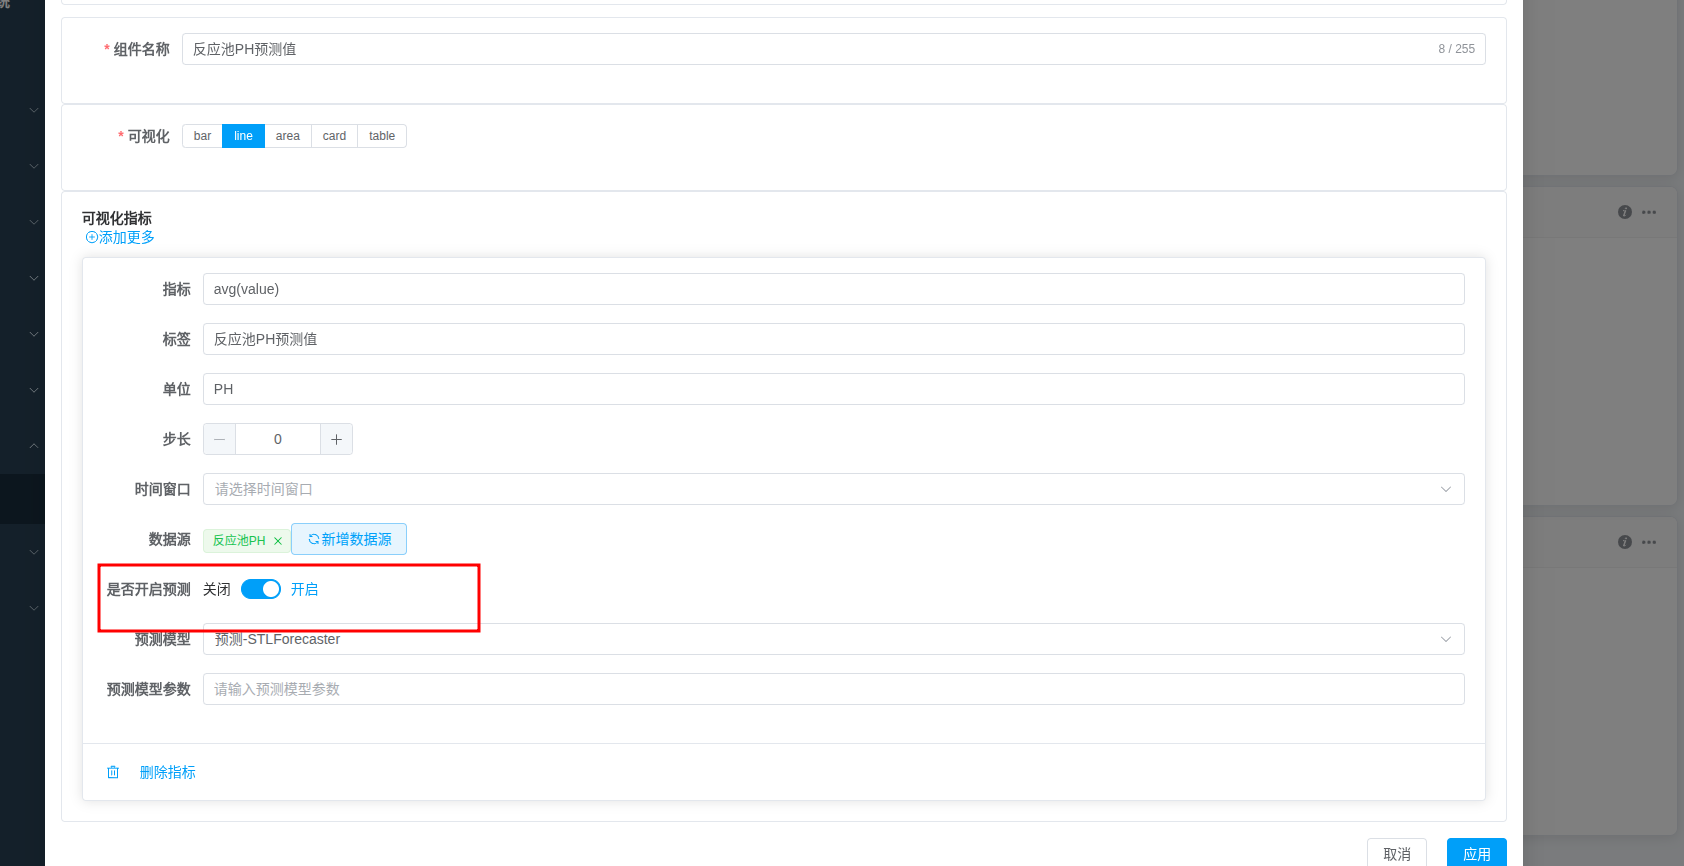 统
* 组件名称 反应池PH预测值 8 / 255
* 可视化 bar line area card table
可视化指标
添加更多
指标 avg(value)
标签 反应池PH预测值
单位 PH
步长 0
时间窗口 请选择时间窗口
数据源 反应池PH 新增数据源
是否开启预测 关闭 开启
预测模型 预测-STLForecaster
预测模型参数 请输入预测模型参数
删除指标
取消 应用